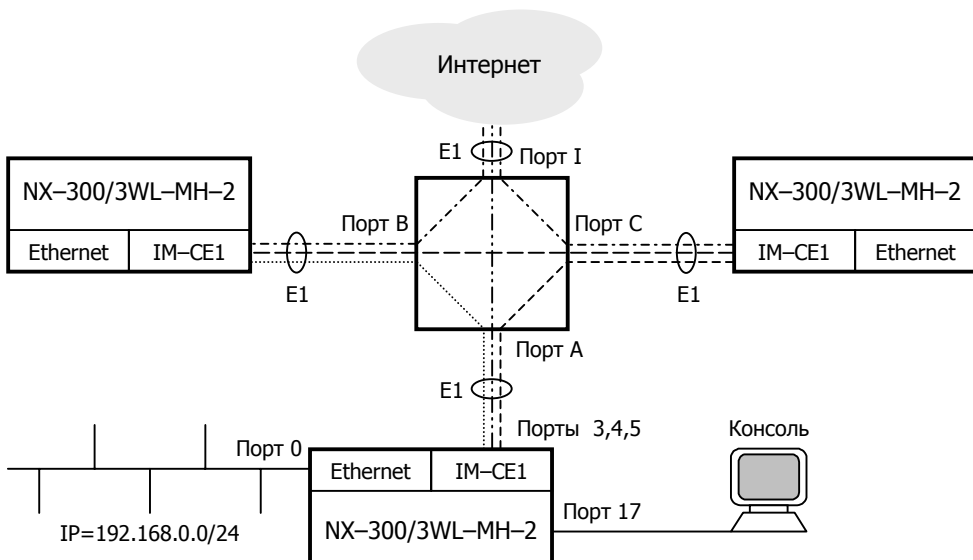 Интернет
E1
Порт I
NX–300/3WL–MH–2
NX–300/3WL–MH–2
Порт B
Порт C
Ethernet
IM–CE1
IM–CE1
Ethernet
E1
E1
Порт A
E1
Порты 3,4,5
Консоль
Порт 0
Ethernet
IM–CE1
Порт 17
IP=192.168.0.0/24
NX–300/3WL–MH–2